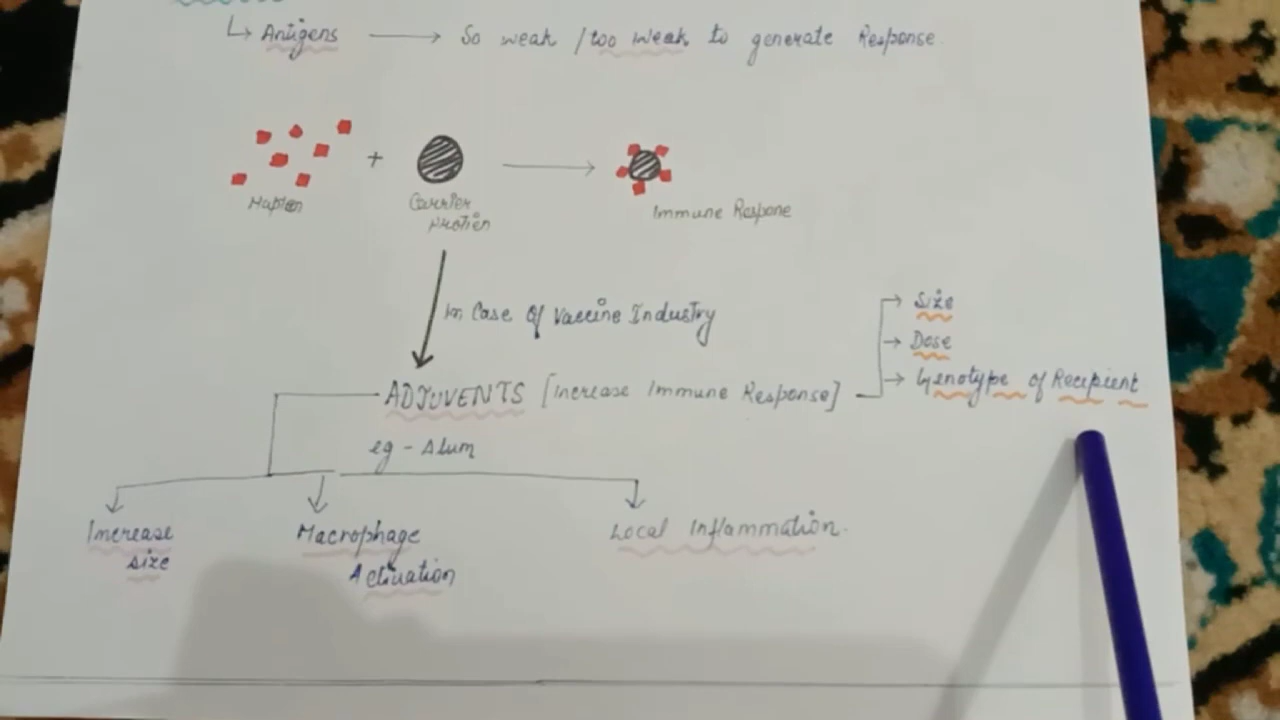 ↳ Antigens ⟶ So weak / too weak to generate Response
Hapten + Carrier protien ⟶ Immune Respone
In Case Of Vaccine Industry
→ Size
→ Dose
→ Genotype of Recipient
ADJUVENTS [Increase Immune Response]
eg - Alum
Increase
size
Macrophage
Activation
Local Inflammation.